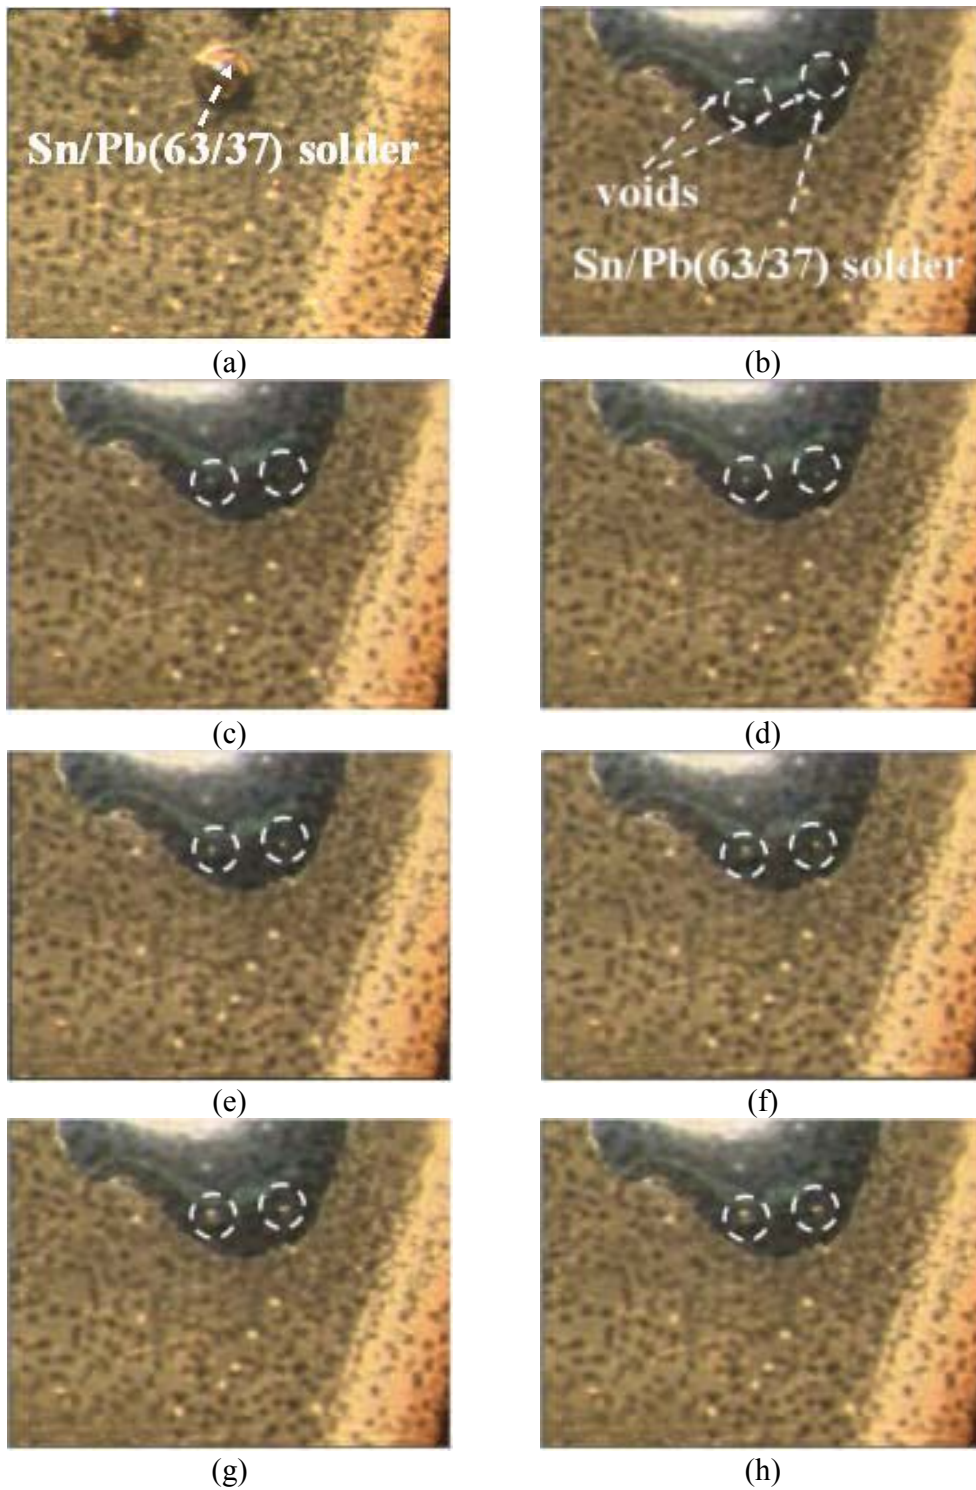 Sn/Pb(63/37) solder
(a)
voids
Sn/Pb(63/37) solder
(b)
(c)
(d)
(e)
(f)
(g)
(h)